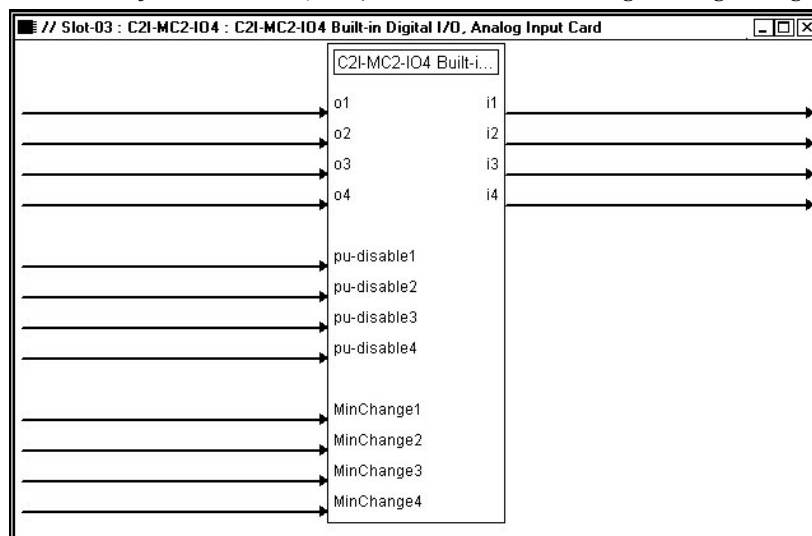 // Slot-03 : C2I-MC2-IO4 : C2I-MC2-IO4 Built-in Digital I/O, Analog Input Card
C2I-MC2-IO4 Built-i...
o1 i1
o2 i2
o3 i3
o4 i4
pu-disable1
pu-disable2
pu-disable3
pu-disable4
MinChange1
MinChange2
MinChange3
MinChange4